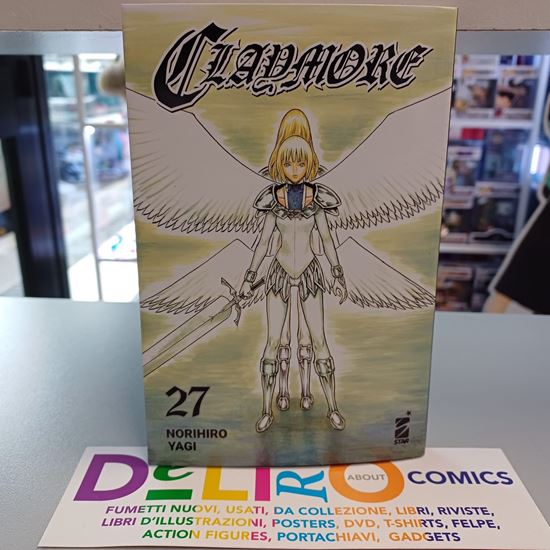 CLAYMORE
27
NORIHIRO
YAGI
STAR
DeLIRO ABOUT COMICS
FUMETTI NUOVI, USATI, DA COLLEZIONE, LIBRI, RIVISTE,
LIBRI D'ILLUSTRAZIONI, POSTERS, DVD, T-SHIRTS, FELPE,
ACTION FIGURES, PORTACHIAVI, GADGETS